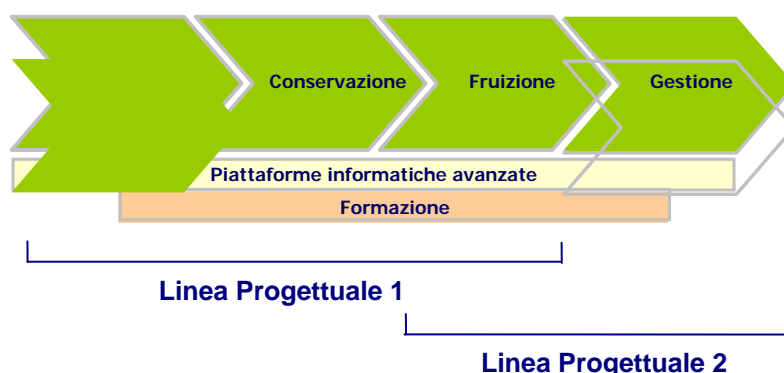 Conservazione
Fruizione
Gestione
Piattaforme informatiche avanzate
Formazione
Linea Progettuale 1
Linea Progettuale 2